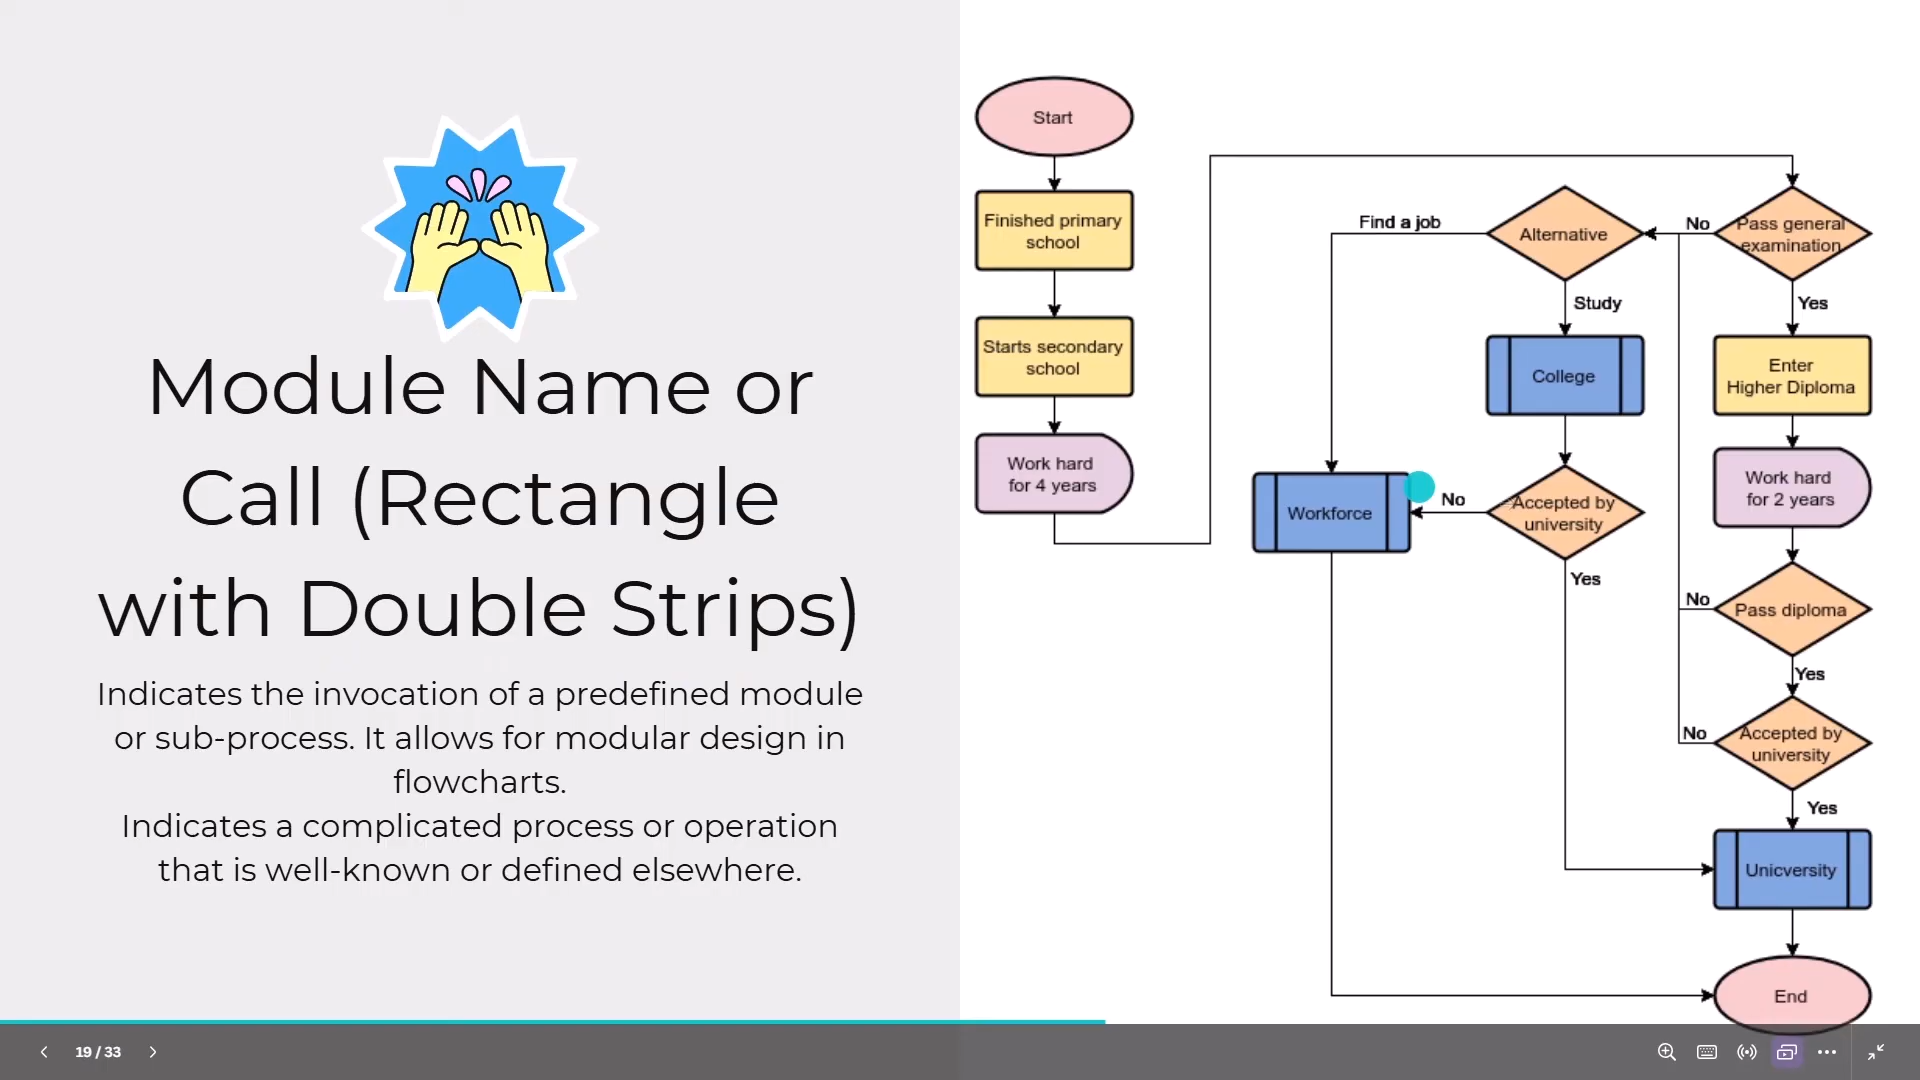 Module Name or
Call (Rectangle
with Double Strips)
Indicates the invocation of a predefined module
or sub-process. It allows for modular design in
flowcharts.
Indicates a complicated process or operation
that is well-known or defined elsewhere.
Start
Finished primary
school
Starts secondary
school
Work hard
for 4 years
Find a job
Alternative
No
Pass general
examination
Study
Yes
College
Enter
Higher Diploma
Workforce
No
Accepted by
university
Work hard
for 2 years
Yes
No
Pass diploma
Yes
No
Accepted by
university
Yes
Unicversity
End
19 / 33